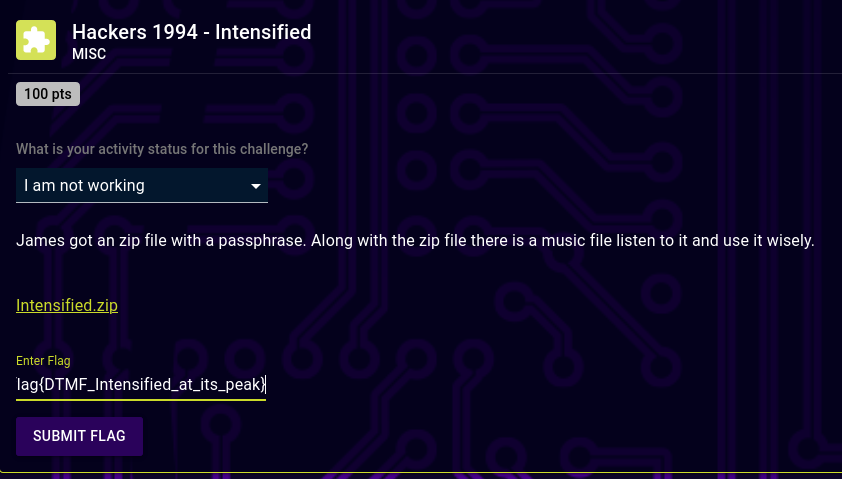 Hackers 1994 - Intensified
MISC
100 pts
What is your activity status for this challenge?
I am not working
James got an zip file with a passphrase. Along with the zip file there is a music file listen to it and use it wisely.
Intensified.zip
Enter Flag
lag{DTMF_Intensified_at_its_peak}
SUBMIT FLAG